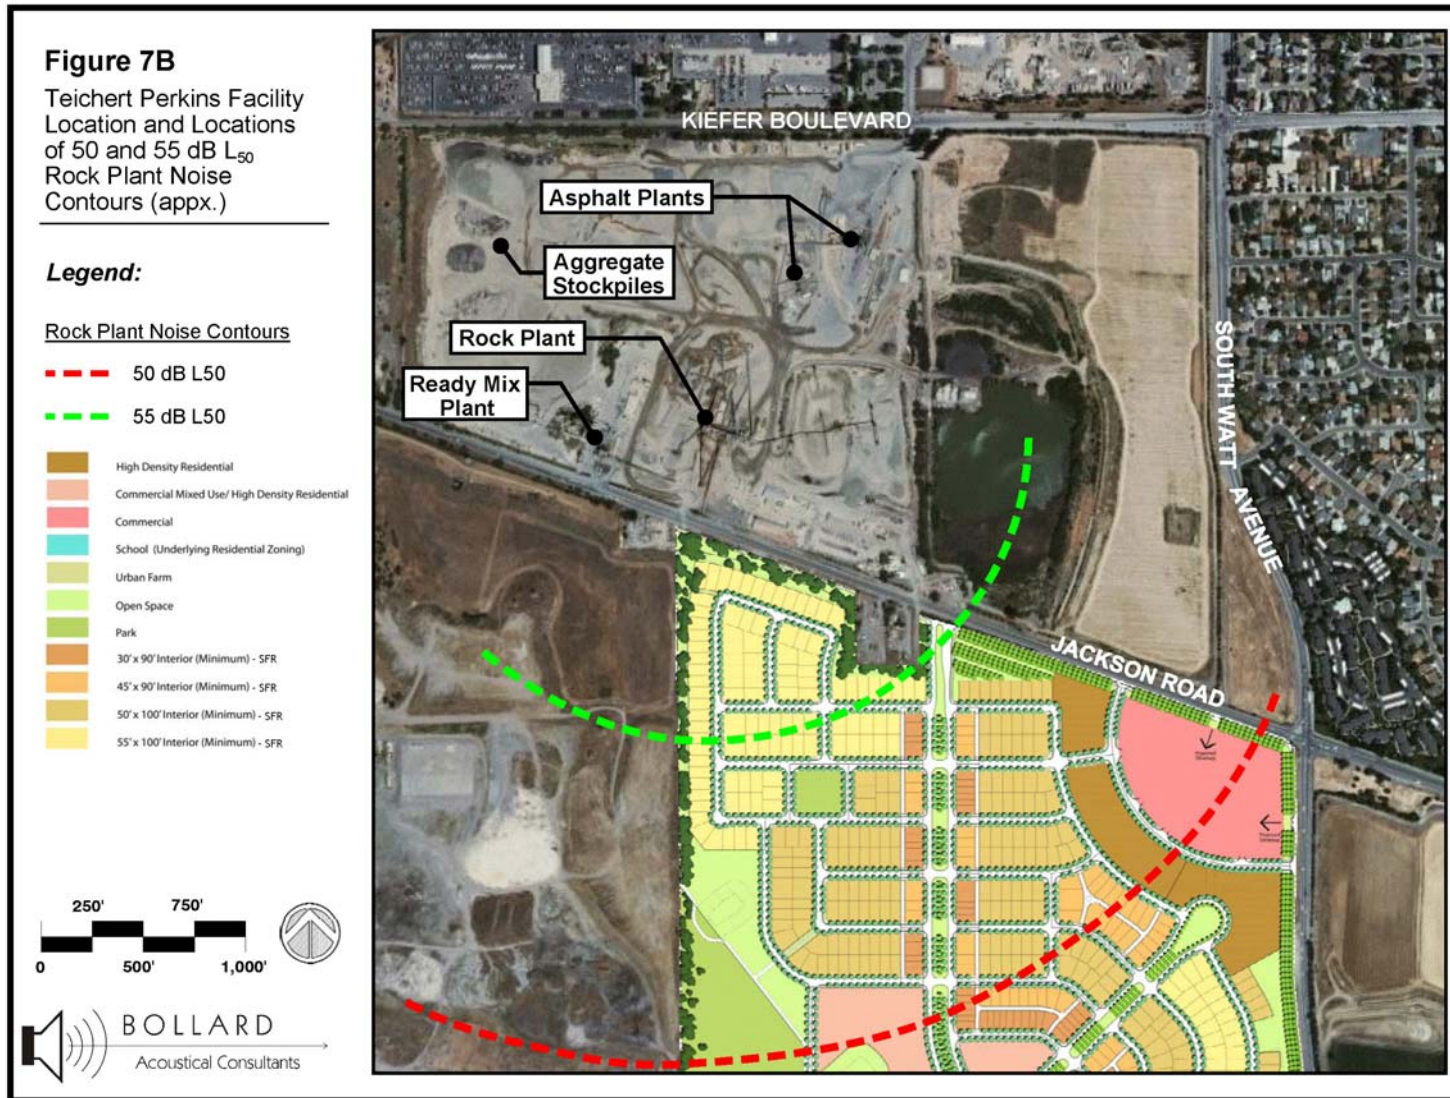 Figure 7B
Teichert Perkins Facility
Location and Locations
of 50 and 55 dB L50
Rock Plant Noise
Contours (appx.)
Legend:
Rock Plant Noise Contours
50 dB L50
55 dB L50
High Density Residential
Commercial Mixed Use/ High Density Residential
Commercial
School (Underlying Residential Zoning)
Urban Farm
Open Space
Park
30' x 90' Interior (Minimum) - SFR
45' x 90' Interior (Minimum) - SFR
50' x 100' Interior (Minimum) - SFR
55' x 100' Interior (Minimum) - SFR
250' 750'
0 500' 1,000'
BOLLARD
Acoustical Consultants
KIEFER BOULEVARD
Asphalt Plants
Aggregate
Stockpiles
Rock Plant
Ready Mix
Plant
SOUTH WATT AVENUE
JACKSON ROAD